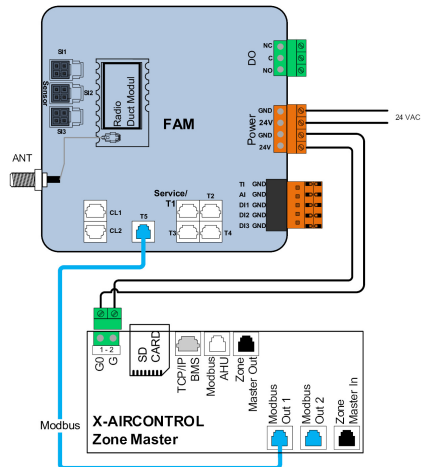 SI1
SI2
SI3
Sensor
Radio
Duct Modul
FAM
DO
NC
C
NO
Power
GND
24V
GND
24V
24 VAC
ANT
CL1
CL2
T5
Service/
T1
T2
T3
T4
TI GND
AI GND
DI1 GND
DI2 GND
DI3 GND
1 - 2
G0
G
SD
CARD
TCP/IP
BMS
Modbus
AHU
Zone
Master Out
Modbus
X-AIRCONTROL
Zone Master
Modbus
Out 1
Modbus
Out 2
Zone
Master In